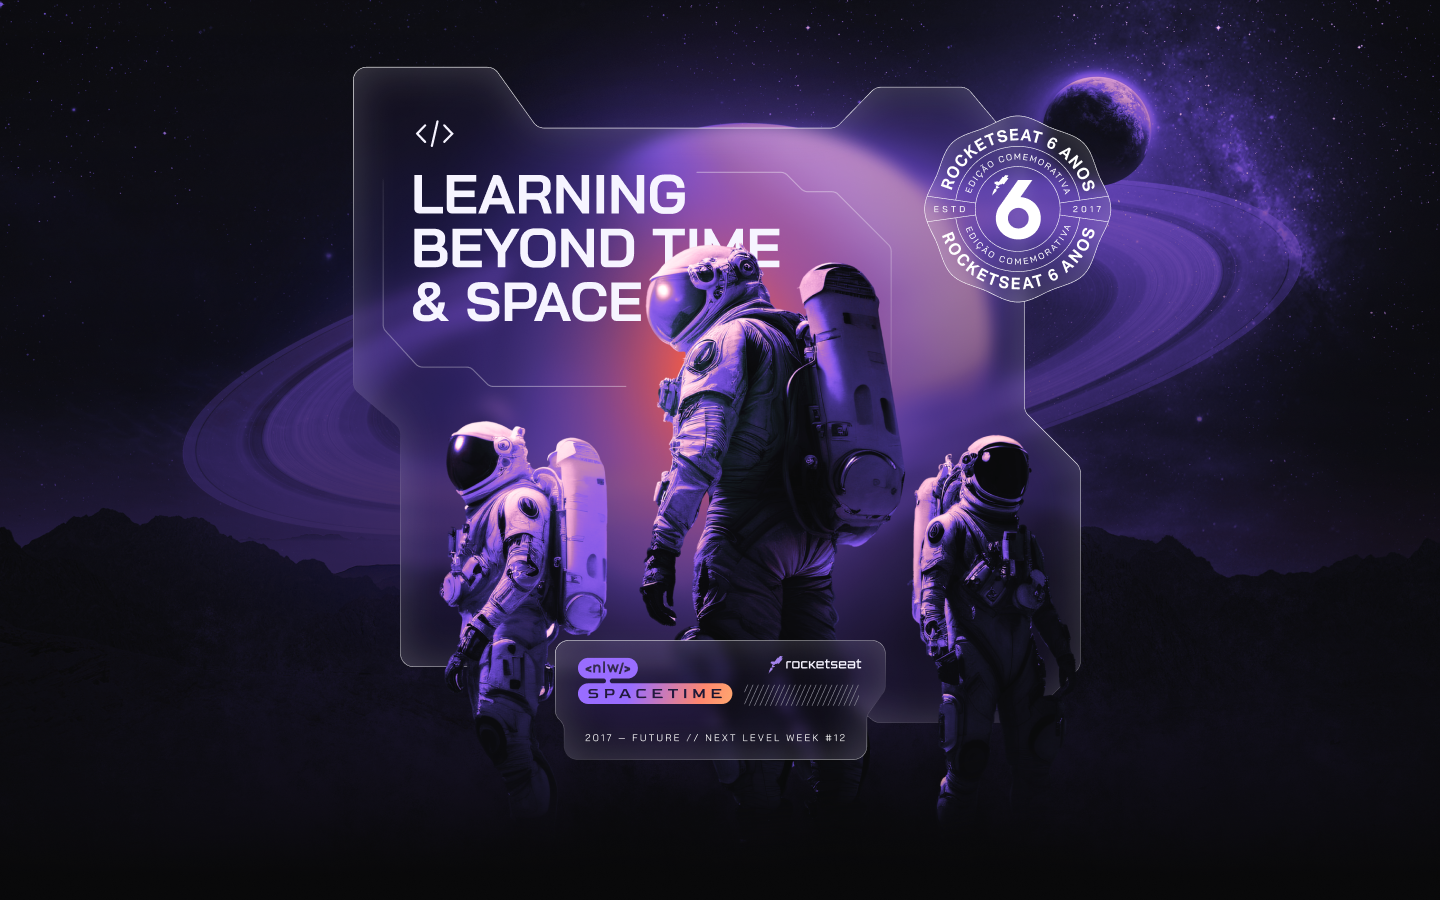 </>
LEARNING
BEYOND TIME
& SPACE
ROCKETSEAT 6 ANOS
EDIÇÃO COMEMORATIVA
ESTD
6
2017
EDIÇÃO COMEMORATIVA
ROCKETSEAT 6 ANOS
<nlw/>
rocketseat
SPACETIME
2017 — FUTURE // NEXT LEVEL WEEK #12